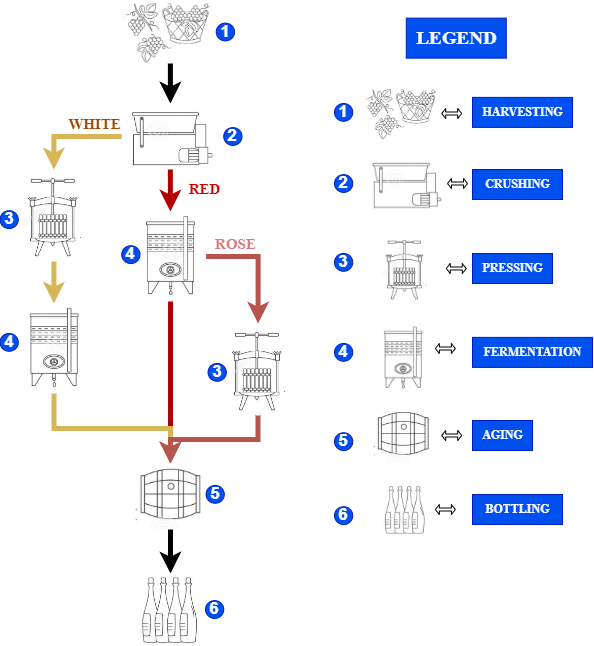 1
LEGEND
WHITE
2
RED
3
4
ROSE
4
3
5
6
1
HARVESTING
2
CRUSHING
3
PRESSING
4
FERMENTATION
5
AGING
6
BOTTLING